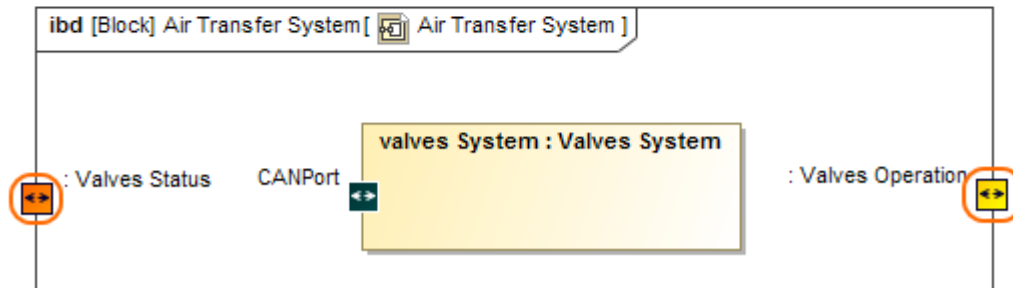 ibd [Block] Air Transfer System[ Air Transfer System ]
valves System : Valves System
: Valves Status
CANPort
: Valves Operation